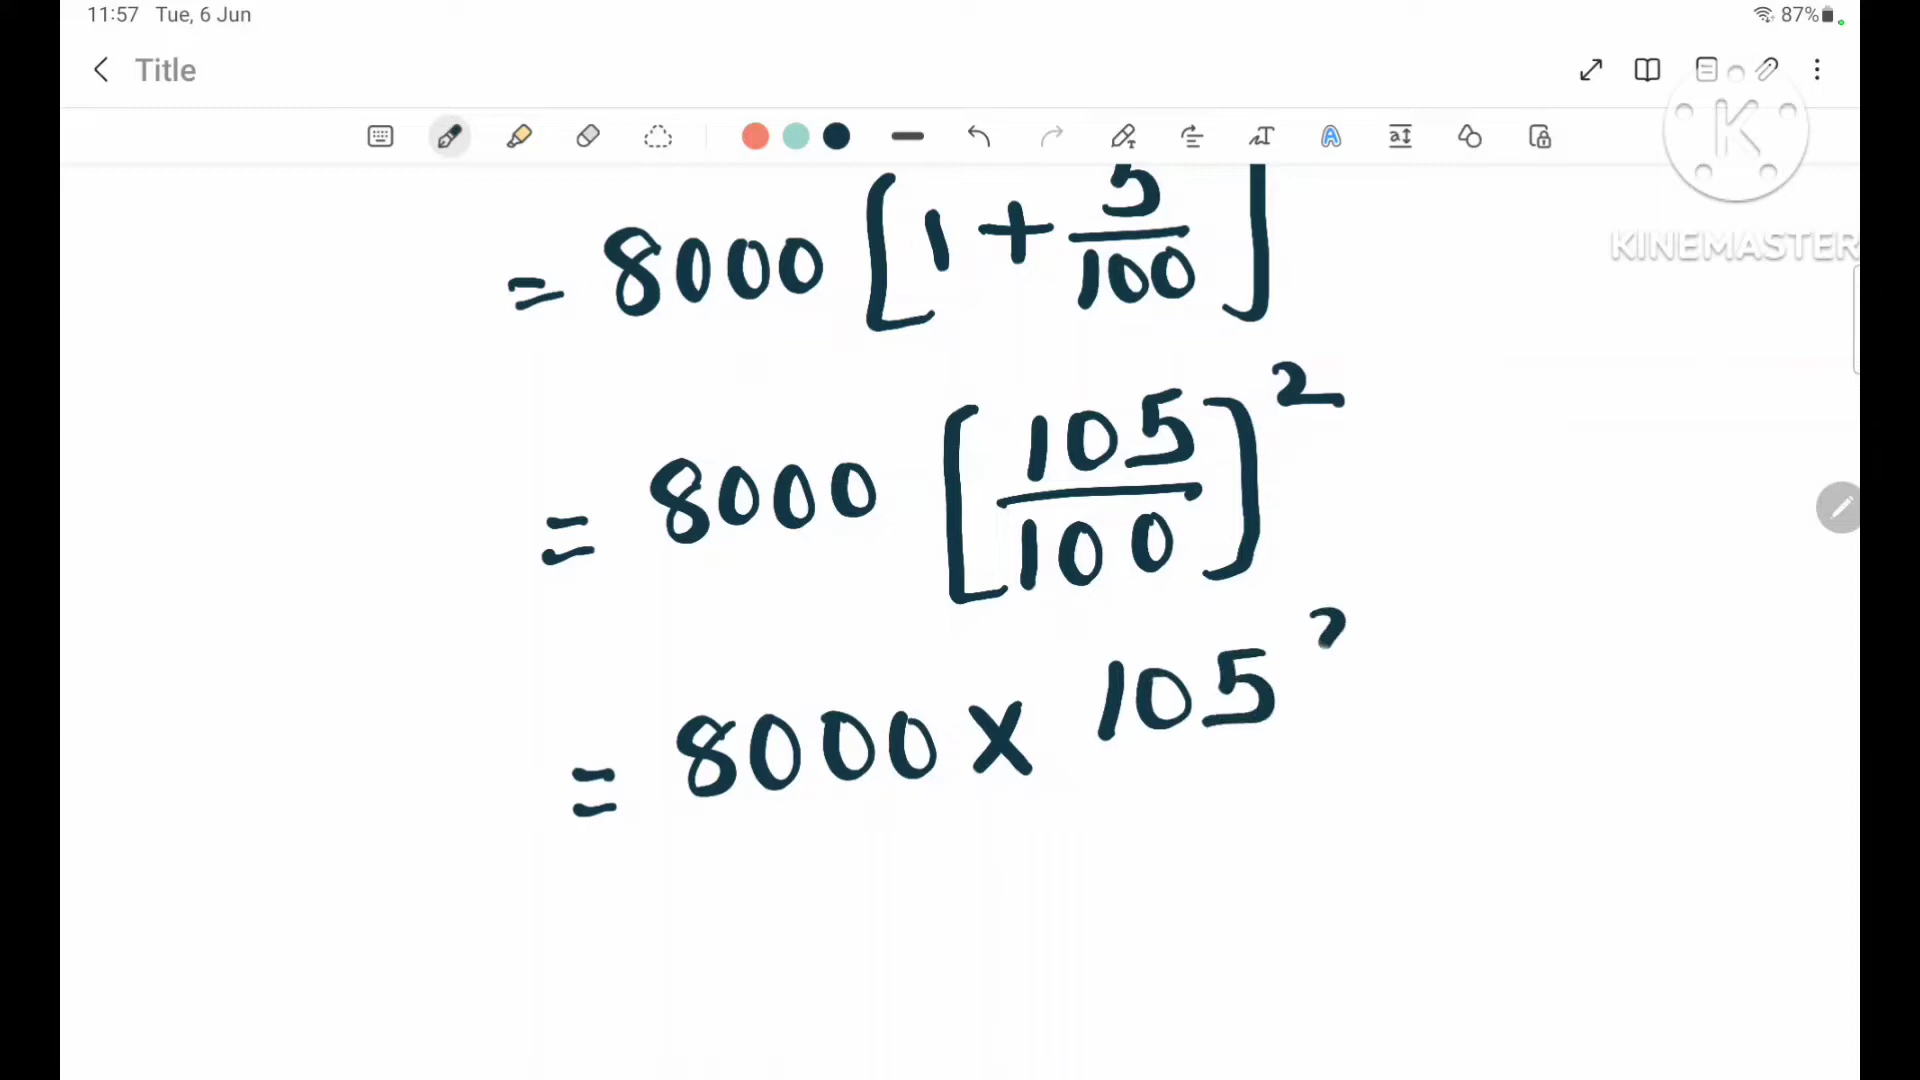 11:57 Tue, 6 Jun 87%
Title
K
KINEMASTER
= 8000 [1 + 5/100]
= 8000 [105/100]²
= 8000 x 105²